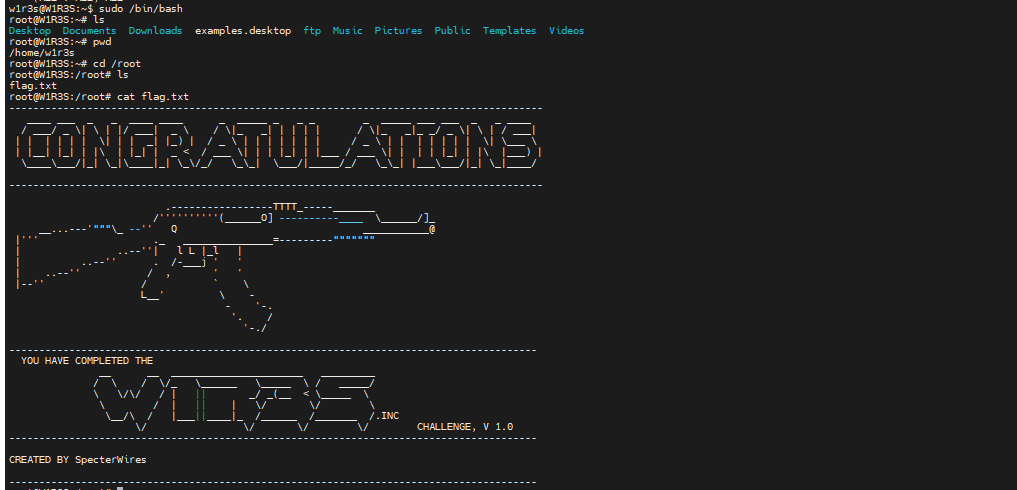 w1r3s@W1R3S:~$ sudo /bin/bash
root@W1R3S:~# ls
Desktop Documents Downloads examples.desktop ftp Music Pictures Public Templates Videos
root@W1R3S:~# pwd
/home/w1r3s
root@W1R3S:~# cd /root
root@W1R3S:/root# ls
flag.txt
root@W1R3S:/root# cat flag.txt
CONGRATULATIONS
YOU HAVE COMPLETED THE
W1R3S
.INC
CHALLENGE, V 1.0
CREATED BY SpecterWires